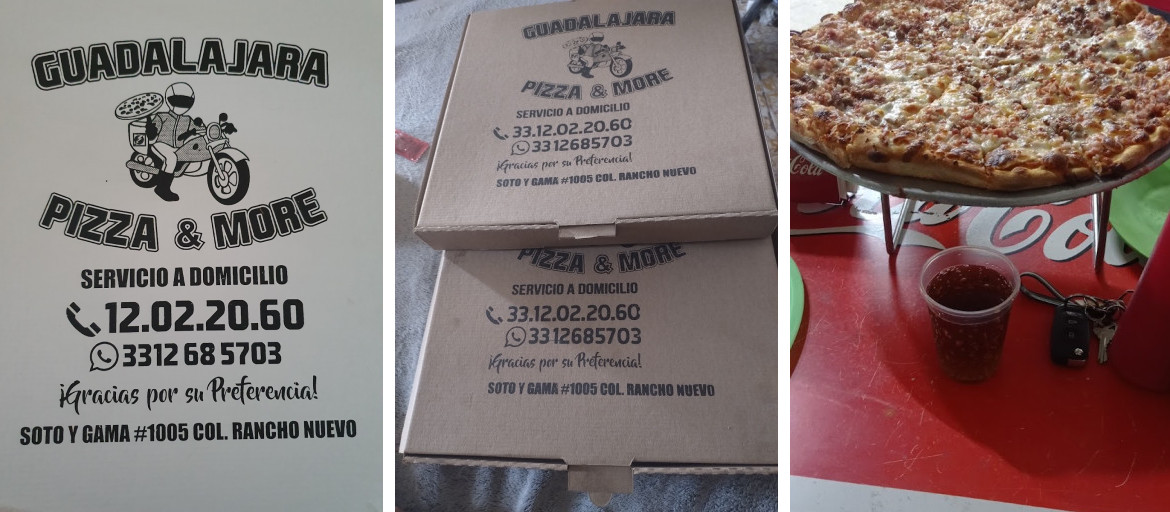 GUADALAJARA
PIZZA & MORE
SERVICIO A DOMICILIO
12.02.20.60
3312 68 5703
¡Gracias por su Preferencia!
SOTO Y GAMA #1005 COL. RANCHO NUEVO
GUADALAJARA
PIZZA & MORE
SERVICIO A DOMICILIO
33.12.02.20.60
3312685703
¡Gracias por su Preferencia!
SOTO Y GAMA #1005 COL. RANCHO NUEVO
PIZZA & MORE
SERVICIO A DOMICILIO
33.12.02.20.60
3312685703
¡Gracias por su Preferencia!
SOTO Y GAMA #1005 COL. RANCHO NUEVO
Cola